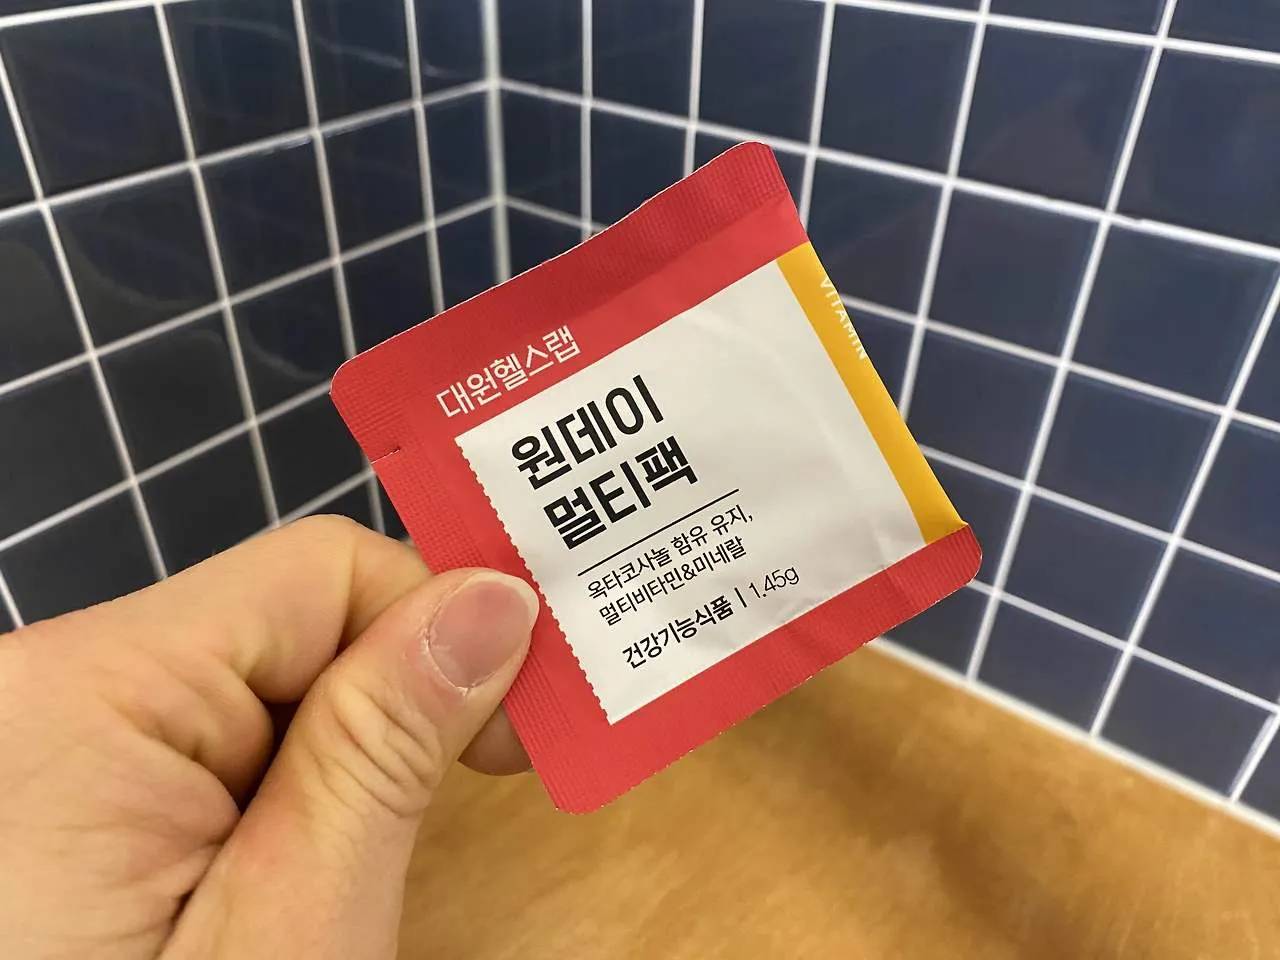 대원헬스랩
원데이
멀티팩
옥타코사놀 함유 유지,
멀티비타민&미네랄
건강기능식품 | 1.45g
VITAMIN